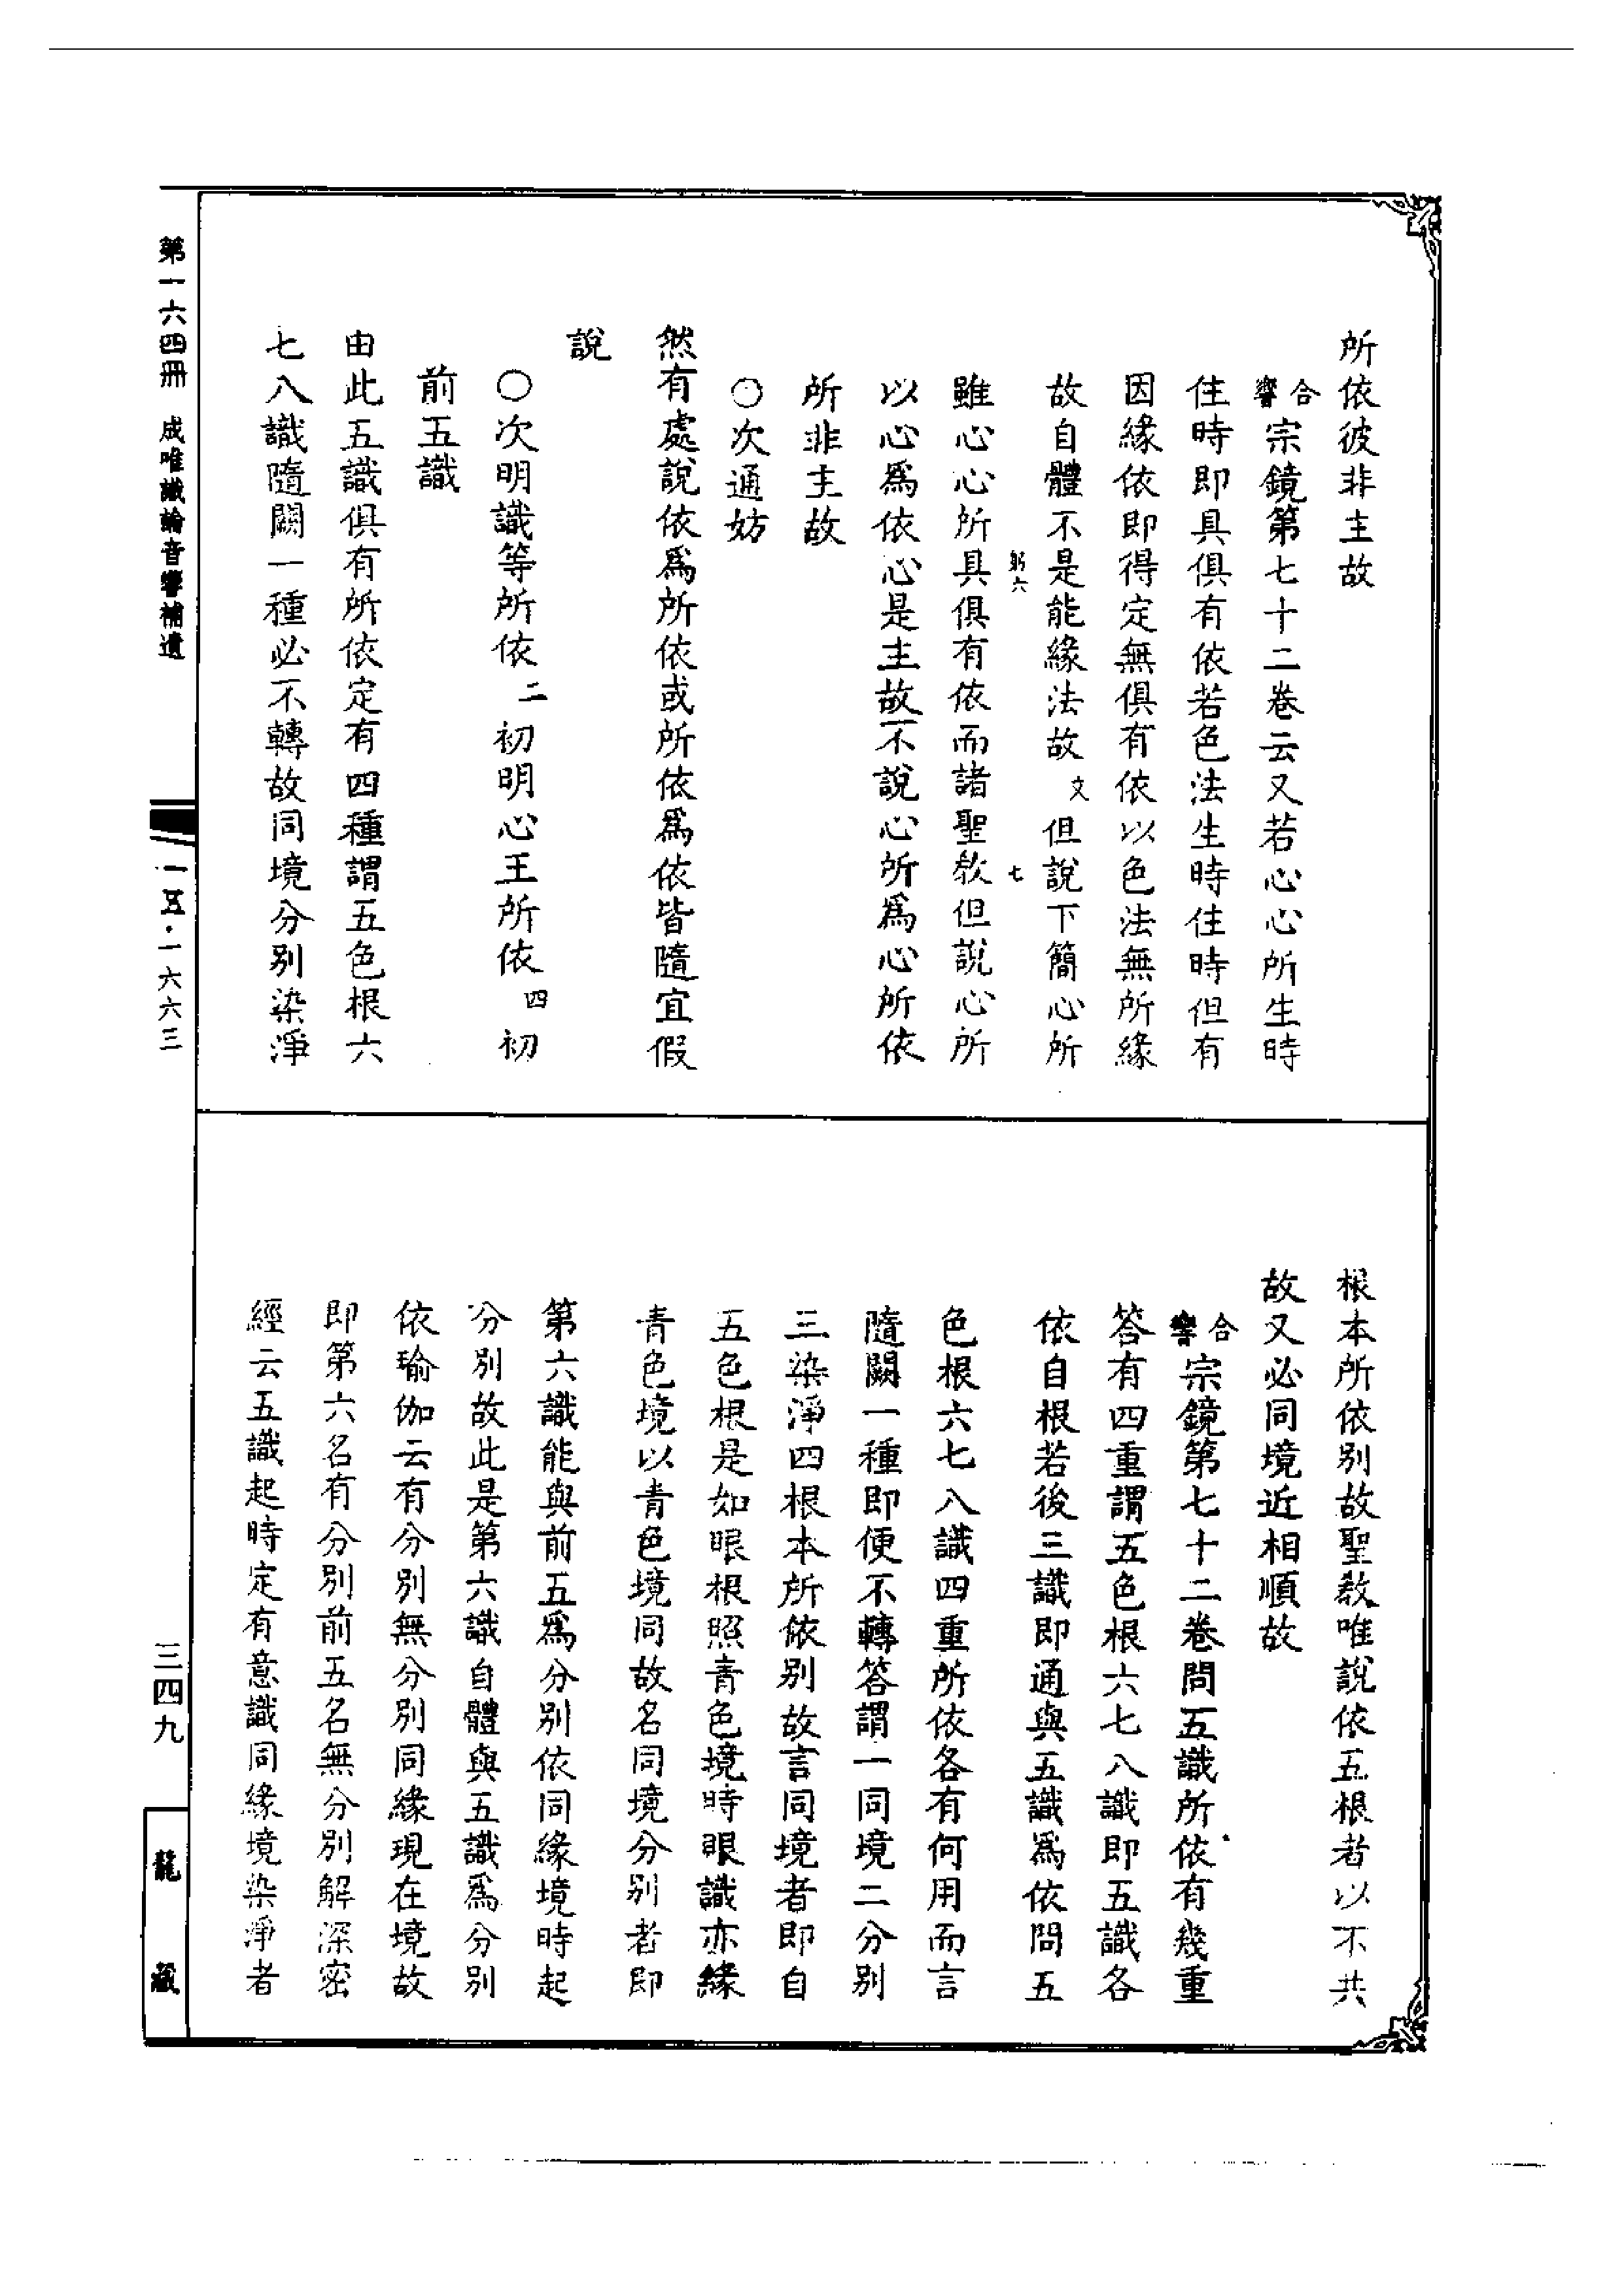 所依彼非主故
合響宗鏡第七十二卷云又若心心所生時
住時即具俱有依若色法生時住時但有
因緣依即得定無俱有依以色法無所緣
故自體不是能緣法故文但說下簡心所
躬六 七
雖心心所具俱有依而諸聖教但說心所
以心為依心是主故不說心所為心所依
所非主故
○次通妨
然有處說依為所依或所依為依皆隨宜假
說
○次明識等所依二初明心王所依四初
前五識
由此五識俱有所依定有四種謂五色根六
七八識隨闕一種必不轉故同境分別染淨
根本所依別故聖教唯說依五根者以不共
故又必同境近相順故
合響宗鏡第七十二卷問五識所依有幾重
答有四重謂五色根六七八識即五識各
依自根若後三識即通與五識為依問五
色根六七八識四重所依各有何用而言
隨闕一種即便不轉答謂一同境二分別
三染淨四根本所依別故言同境者即自
五色根是如眼根照青色境時眼識亦緣
青色境以青色境同故名同境分別者即
第六識能與前五為分別依同緣境時起
分別故此是第六識自體與五識為分別
依瑜伽云有分別無分別同緣現在境故
即第六名有分別前五名無分別解深密
經云五識起時定有意識同緣境染淨者
第一六四冊 成唯識論音響補遺
一五·一六六三
三四九
龍藏